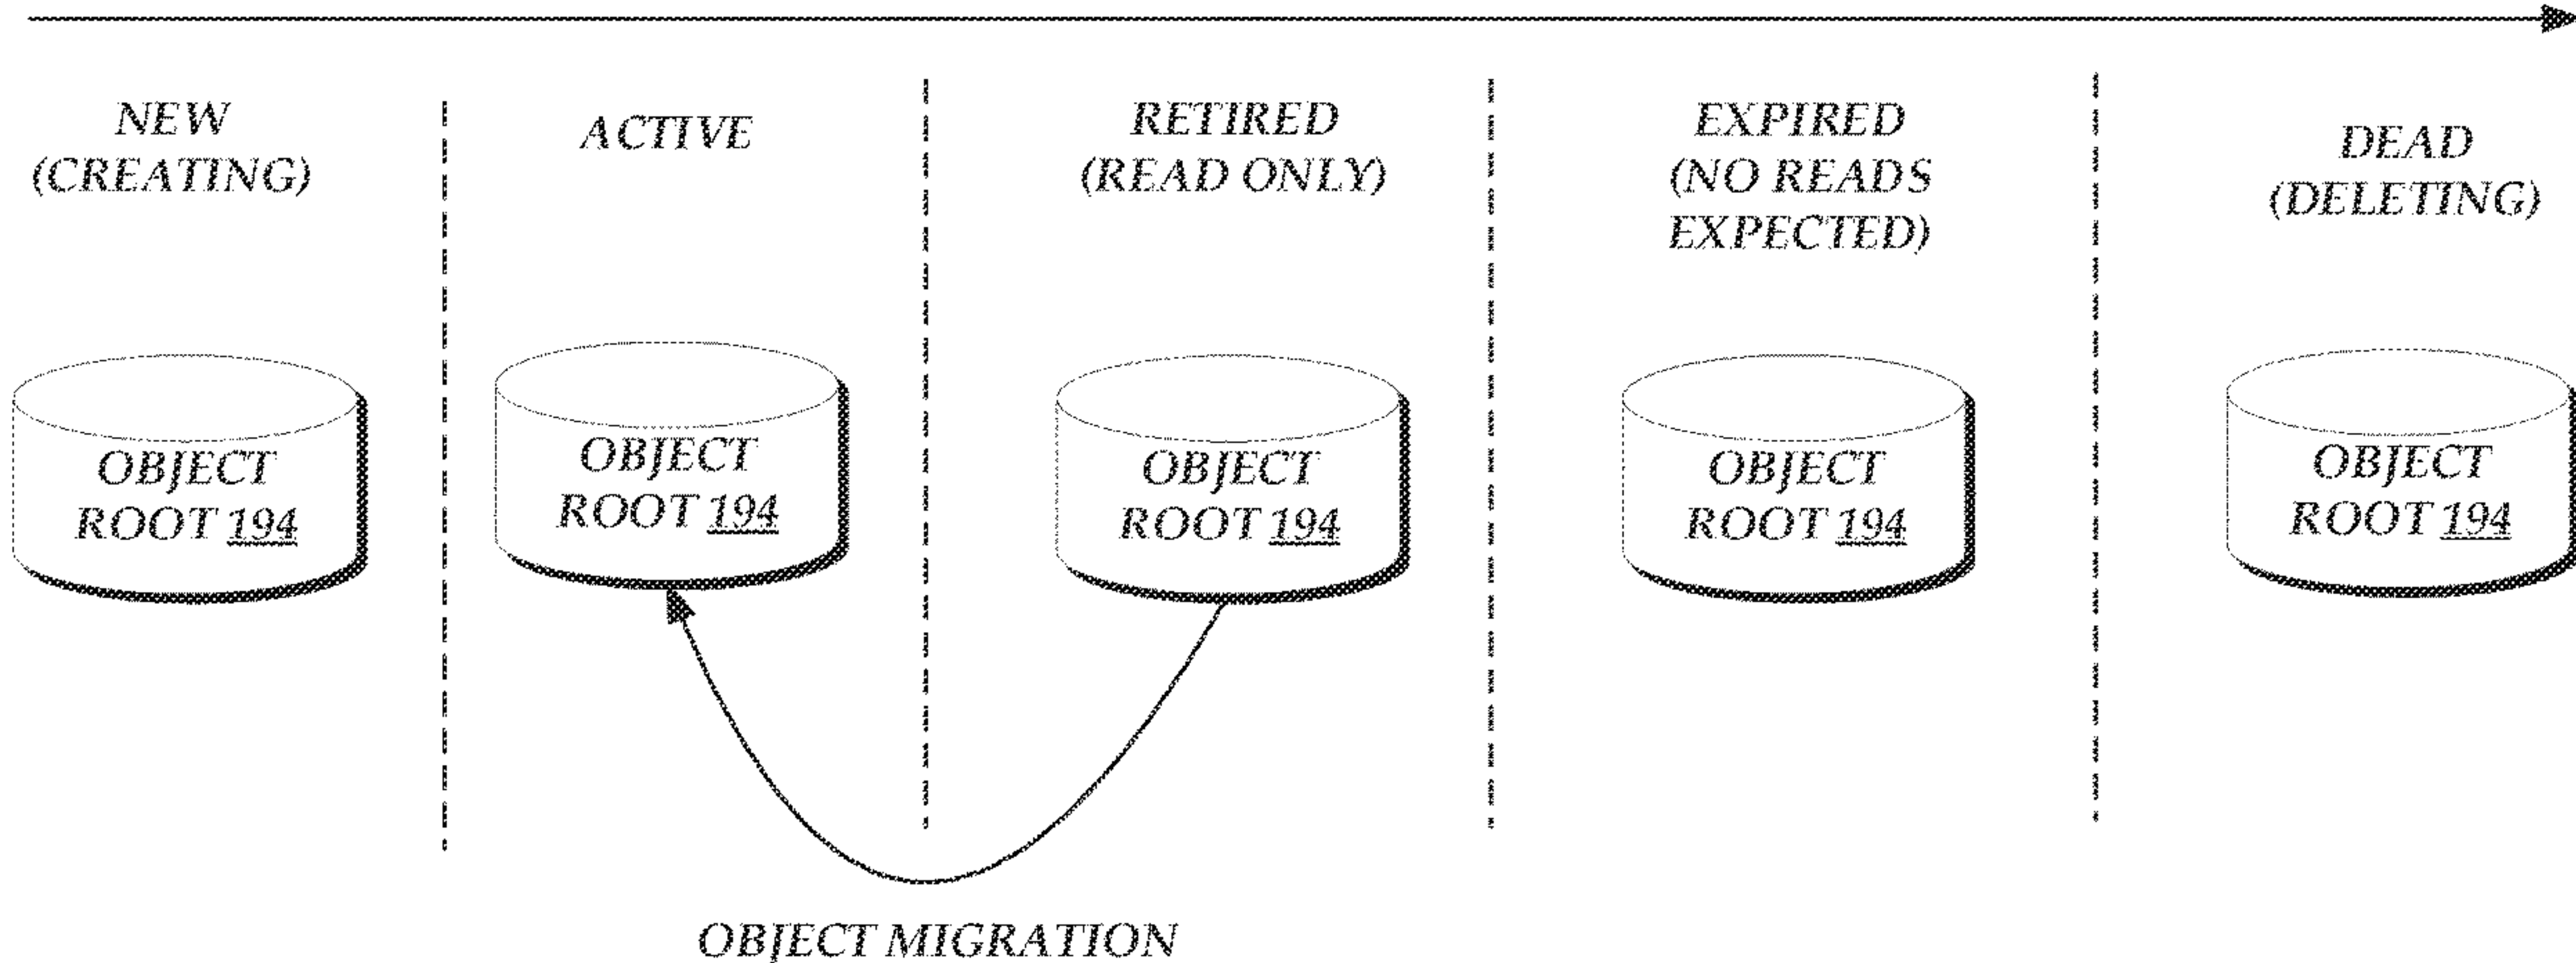 NEW
(CREATING)
ACTIVE
RETIRED
(READ ONLY)
EXPIRED
(NO READS
EXPECTED)
DEAD
(DELETING)
OBJECT
ROOT 194
OBJECT
ROOT 194
OBJECT
ROOT 194
OBJECT
ROOT 194
OBJECT
ROOT 194
OBJECT MIGRATION